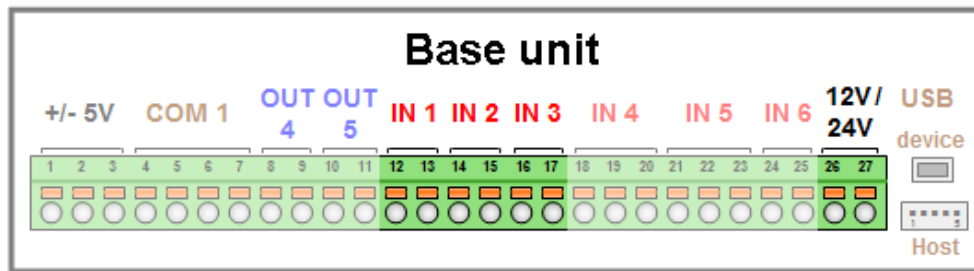 Base unit
+/- 5V COM 1 OUT 4 OUT 5 IN 1 IN 2 IN 3 IN 4 IN 5 IN 6 12V / 24V USB
device
1 2 3 4 5 6 7 8 9 10 11 12 13 14 15 16 17 18 19 20 21 22 23 24 25 26 27
1 5
Host